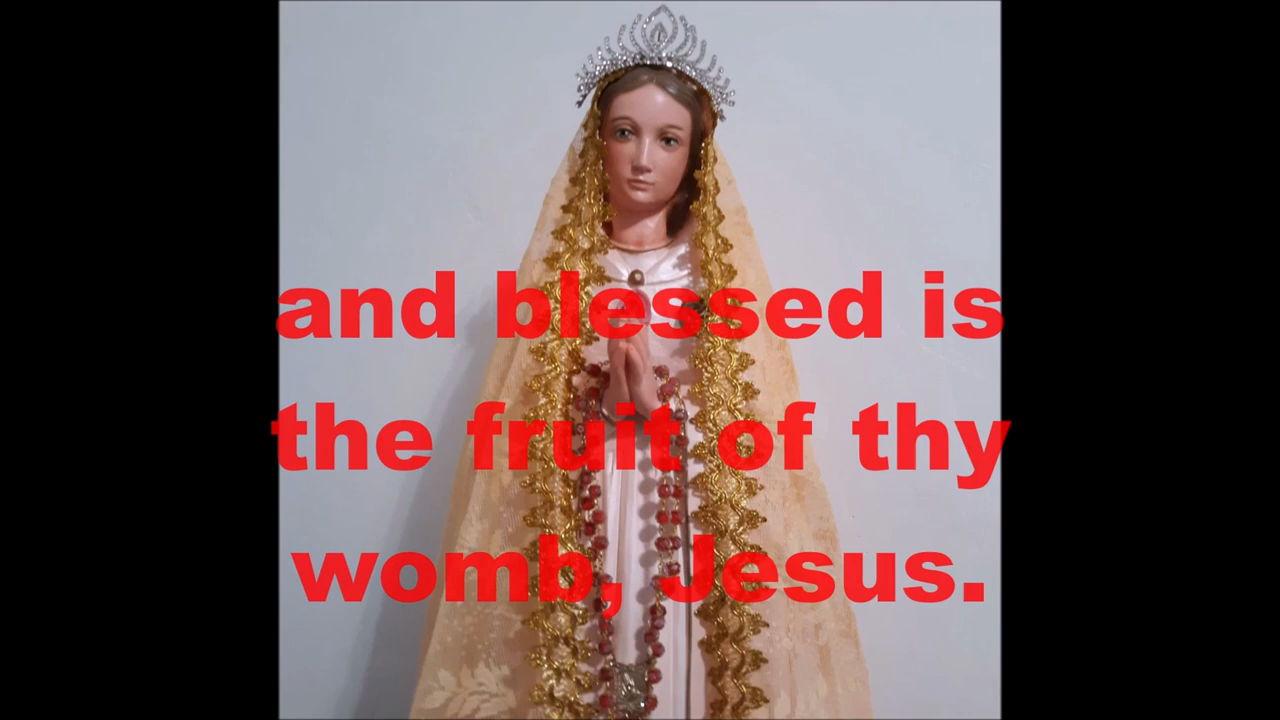 and blessed is
the fruit of thy
womb, Jesus.